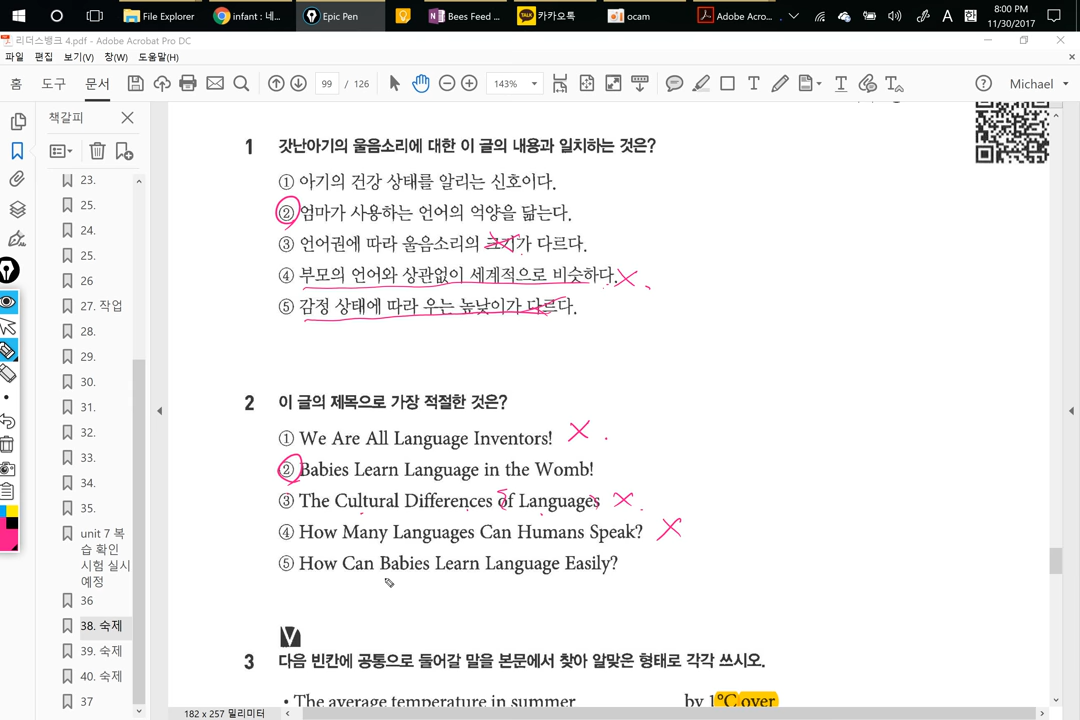 File Explorer
infant : 네...
Epic Pen
Bees Feed ...
카카오톡
ocam
Adobe Acro...
A
한
8:00 PM
11/30/2017
리더스뱅크 4.pdf - Adobe Acrobat Pro DC
파일 편집 보기(V) 창(W) 도움말(H)
홈 도구 문서
99 / 126
143%
Michael
책갈피
23.
25.
24.
25.
26
27. 작업
28.
29.
30.
31.
32.
33.
34.
35.
unit 7 복
습 확인
시험 실시
예정
36
38. 숙제
39. 숙제
40. 숙제
37
1 갓난아기의 울음소리에 대한 이 글의 내용과 일치하는 것은?
① 아기의 건강 상태를 알리는 신호이다.
② 엄마가 사용하는 언어의 억양을 닮는다.
③ 언어권에 따라 울음소리의 크기가 다르다.
④ 부모의 언어와 상관없이 세계적으로 비슷하다.
⑤ 감정 상태에 따라 우는 높낮이가 다르다.
2 이 글의 제목으로 가장 적절한 것은?
① We Are All Language Inventors!
② Babies Learn Language in the Womb!
③ The Cultural Differences of Languages
④ How Many Languages Can Humans Speak?
⑤ How Can Babies Learn Language Easily?
V
3 다음 빈칸에 공통으로 들어갈 말을 본문에서 찾아 알맞은 형태로 각각 쓰시오.
• The average temperature in summer by 1°C over
182 x 257 밀리미터